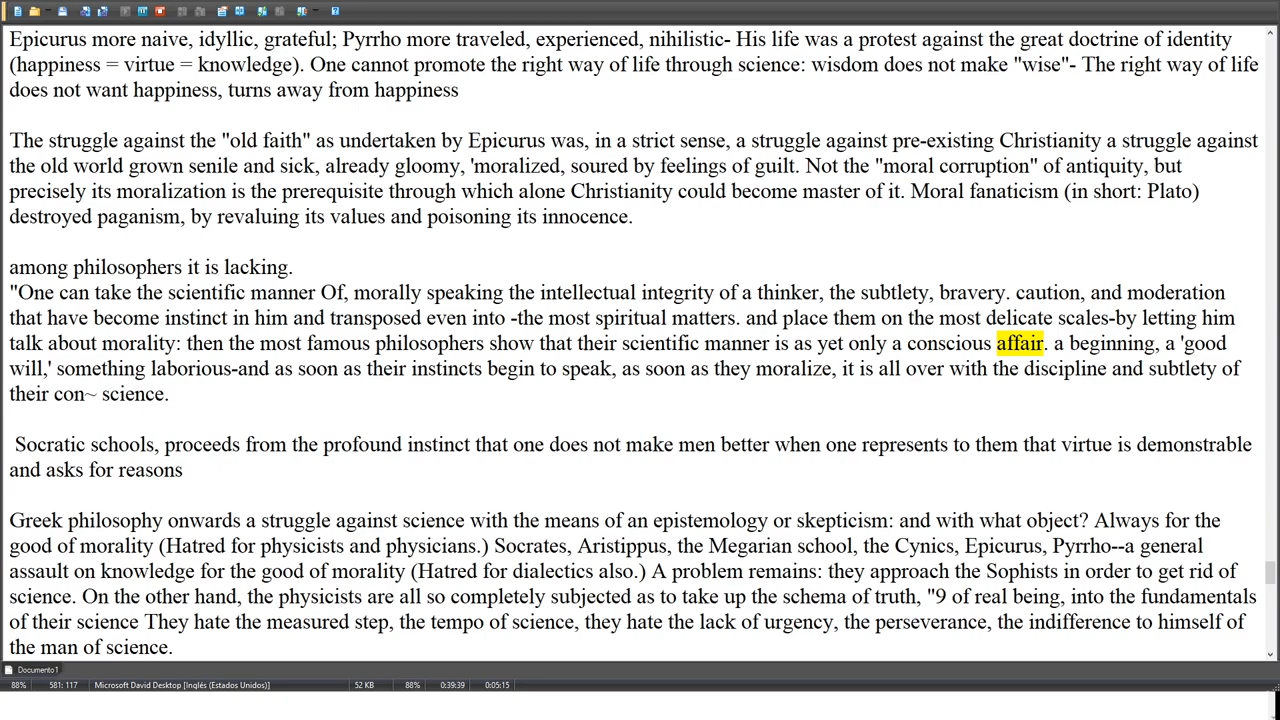 Epicurus more naive, idyllic, grateful; Pyrrho more traveled, experienced, nihilistic- His life was a protest against the great doctrine of identity
(happiness = virtue = knowledge). One cannot promote the right way of life through science: wisdom does not make "wise"- The right way of life
does not want happiness, turns away from happiness
The struggle against the "old faith" as undertaken by Epicurus was, in a strict sense, a struggle against pre-existing Christianity a struggle against
the old world grown senile and sick, already gloomy, 'moralized, soured by feelings of guilt. Not the "moral corruption" of antiquity, but
precisely its moralization is the prerequisite through which alone Christianity could become master of it. Moral fanaticism (in short: Plato)
destroyed paganism, by revaluing its values and poisoning its innocence.
among philosophers it is lacking.
"One can take the scientific manner Of, morally speaking the intellectual integrity of a thinker, the subtlety, bravery. caution, and moderation
that have become instinct in him and transposed even into -the most spiritual matters. and place them on the most delicate scales-by letting him
talk about morality: then the most famous philosophers show that their scientific manner is as yet only a conscious affair. a beginning, a 'good
will,' something laborious-and as soon as their instincts begin to speak, as soon as they moralize, it is all over with the discipline and subtlety of
their con~ science.
Socratic schools, proceeds from the profound instinct that one does not make men better when one represents to them that virtue is demonstrable
and asks for reasons
Greek philosophy onwards a struggle against science with the means of an epistemology or skepticism: and with what object? Always for the
good of morality (Hatred for physicists and physicians.) Socrates, Aristippus, the Megarian school, the Cynics, Epicurus, Pyrrho--a general
assault on knowledge for the good of morality (Hatred for dialectics also.) A problem remains: they approach the Sophists in order to get rid of
science. On the other hand, the physicists are all so completely subjected as to take up the schema of truth, "9 of real being, into the fundamentals
of their science They hate the measured step, the tempo of science, they hate the lack of urgency, the perseverance, the indifference to himself of
the man of science.
Documento1
88% 581: 117 Microsoft David Desktop [Inglés (Estados Unidos)] 52 KB 88% 0:39:39 0:05:15